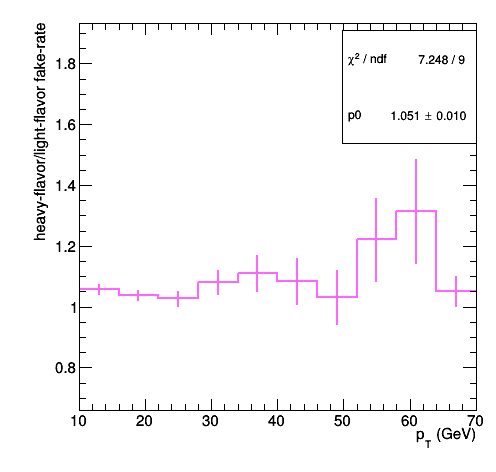 heavy-flavor/light-flavor fake-rate
χ² / ndf 7.248 / 9
p0 1.051 ± 0.010
1.8
1.6
1.4
1.2
1
0.8
10 20 30 40 50 60 70
p_T (GeV)